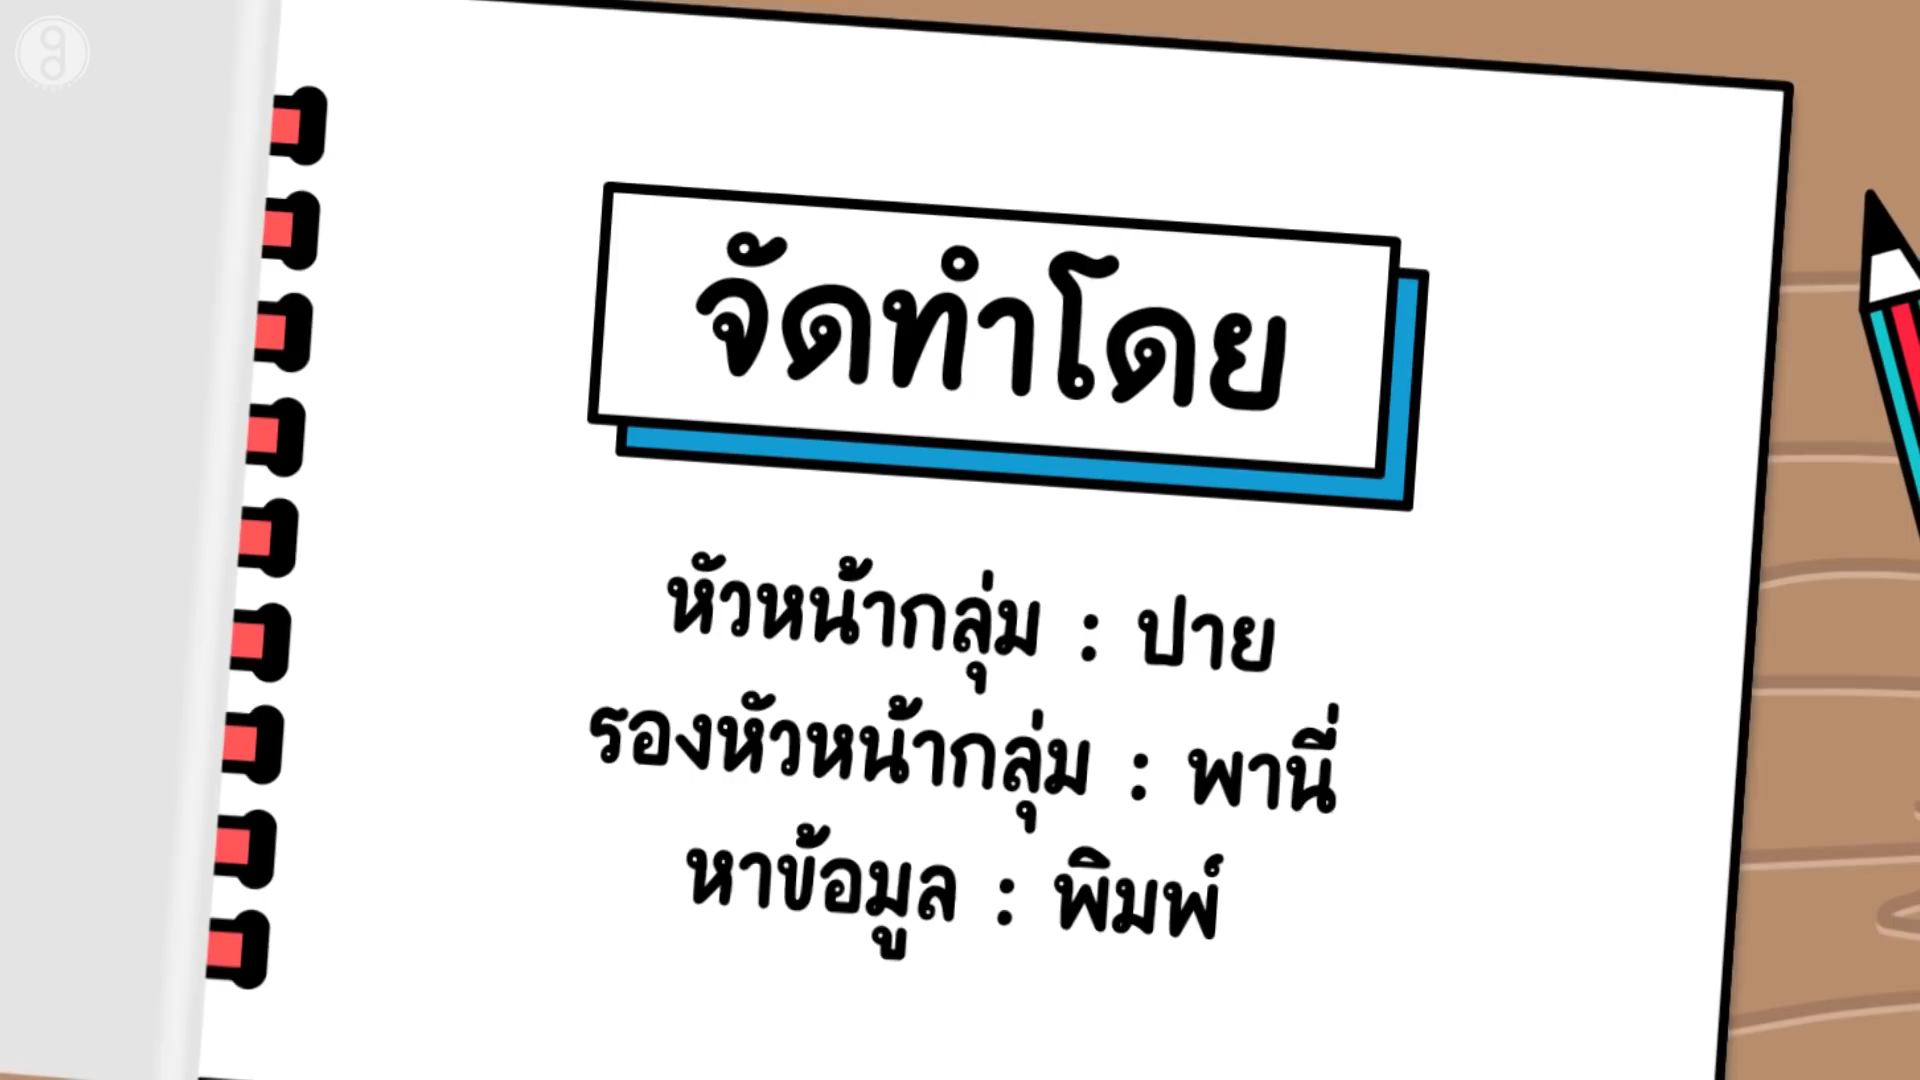 จัดทำโดย
หัวหน้ากลุ่ม : ปาย
รองหัวหน้ากลุ่ม : พานี่
หาข้อมูล : พิมพ์